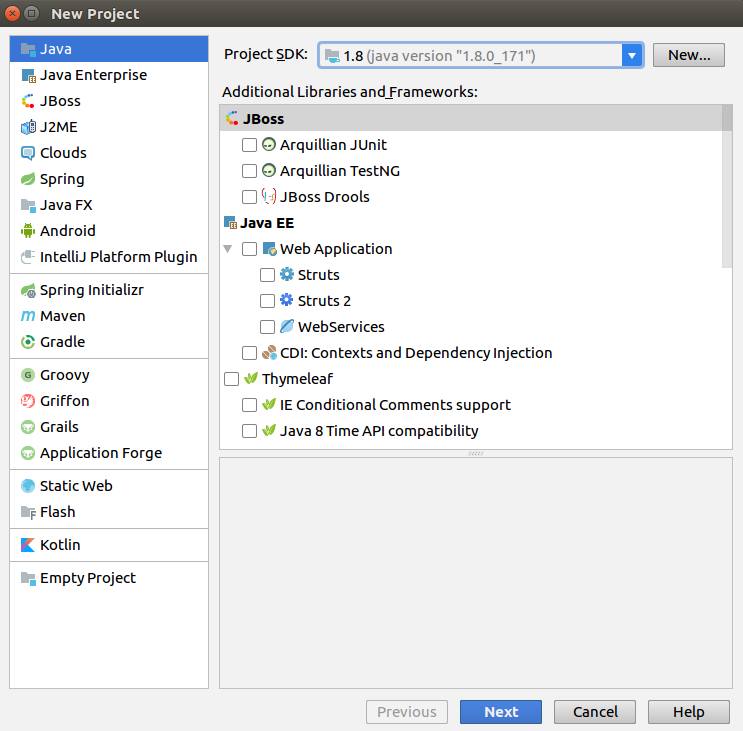 New Project
Java
Java Enterprise
JBoss
J2ME
Clouds
Spring
Java FX
Android
IntelliJ Platform Plugin
Spring Initializr
Maven
Gradle
Groovy
Griffon
Grails
Application Forge
Static Web
Flash
Kotlin
Empty Project
Project SDK: 1.8 (java version "1.8.0_171") New...
Additional Libraries and Frameworks:
JBoss
Arquillian JUnit
Arquillian TestNG
JBoss Drools
Java EE
Web Application
Struts
Struts 2
WebServices
CDI: Contexts and Dependency Injection
Thymeleaf
IE Conditional Comments support
Java 8 Time API compatibility
Previous Next Cancel Help